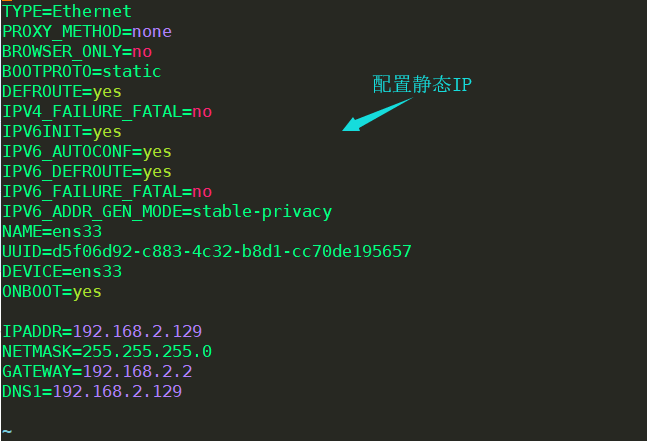 TYPE=Ethernet
PROXY_METHOD=none
BROWSER_ONLY=no
BOOTPROTO=static
DEFROUTE=yes
IPV4_FAILURE_FATAL=no
IPV6INIT=yes
IPV6_AUTOCONF=yes
IPV6_DEFROUTE=yes
IPV6_FAILURE_FATAL=no
IPV6_ADDR_GEN_MODE=stable-privacy
NAME=ens33
UUID=d5f06d92-c883-4c32-b8d1-cc70de195657
DEVICE=ens33
ONBOOT=yes
IPADDR=192.168.2.129
NETMASK=255.255.255.0
GATEWAY=192.168.2.2
DNS1=192.168.2.129
~
配置静态IP